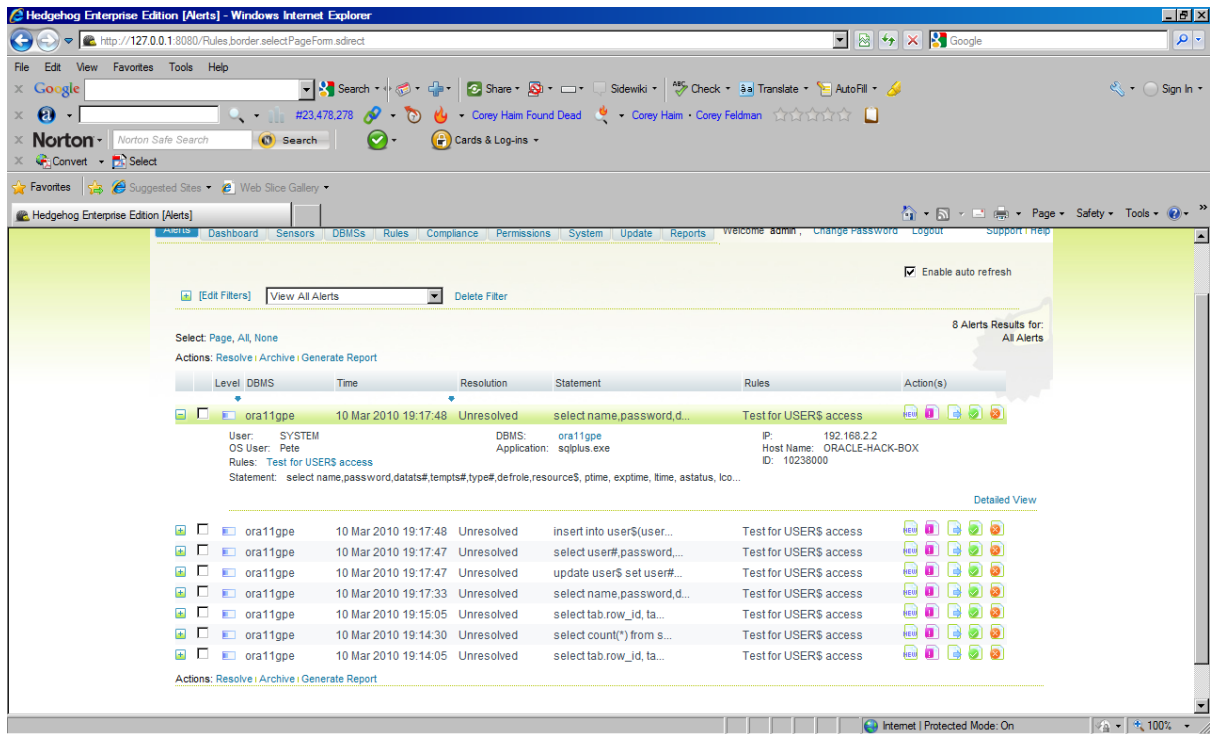 Hedgehog Enterprise Edition [Alerts] - Windows Internet Explorer
http://127.0.0.1:8080/Rules,border.selectPageForm.sdirect
Google
File Edit View Favorites Tools Help
Google Search Share Sidewiki Check Translate AutoFill Sign In
#23,478,278 Corey Haim Found Dead Corey Haim · Corey Feldman
Norton Norton Safe Search Search Cards & Log-ins
Convert Select
Favorites Suggested Sites Web Slice Gallery
Hedgehog Enterprise Edition [Alerts] Page Safety Tools
Alerts Dashboard Sensors DBMSs Rules Compliance Permissions System Update Reports Welcome admin , Change Password Logout Support | Help
Enable auto refresh
[Edit Filters] View All Alerts Delete Filter
8 Alerts Results for:
Select: Page, All, None All Alerts
Actions: Resolve | Archive | Generate Report
Level DBMS Time Resolution Statement Rules Action(s)
ora11gpe 10 Mar 2010 19:17:48 Unresolved select name,password,d... Test for USER$ access NEW
User: SYSTEM DBMS: ora11gpe IP: 192.168.2.2
OS User: Pete Application: sqlplus.exe Host Name: ORACLE-HACK-BOX
Rules: Test for USER$ access ID: 10238000
Statement: select name,password,datats#,tempts#,type#,defrole,resource$, ptime, exptime, ltime, astatus, lco...
Detailed View
ora11gpe 10 Mar 2010 19:17:48 Unresolved insert into user$(user... Test for USER$ access NEW
ora11gpe 10 Mar 2010 19:17:47 Unresolved select user#,password,... Test for USER$ access NEW
ora11gpe 10 Mar 2010 19:17:47 Unresolved update user$ set user#... Test for USER$ access NEW
ora11gpe 10 Mar 2010 19:17:33 Unresolved select name,password,d... Test for USER$ access NEW
ora11gpe 10 Mar 2010 19:15:05 Unresolved select tab.row_id, ta... Test for USER$ access NEW
ora11gpe 10 Mar 2010 19:14:30 Unresolved select count(*) from s... Test for USER$ access NEW
ora11gpe 10 Mar 2010 19:14:05 Unresolved select tab.row_id, ta... Test for USER$ access NEW
Actions: Resolve | Archive | Generate Report
Internet | Protected Mode: On 100%